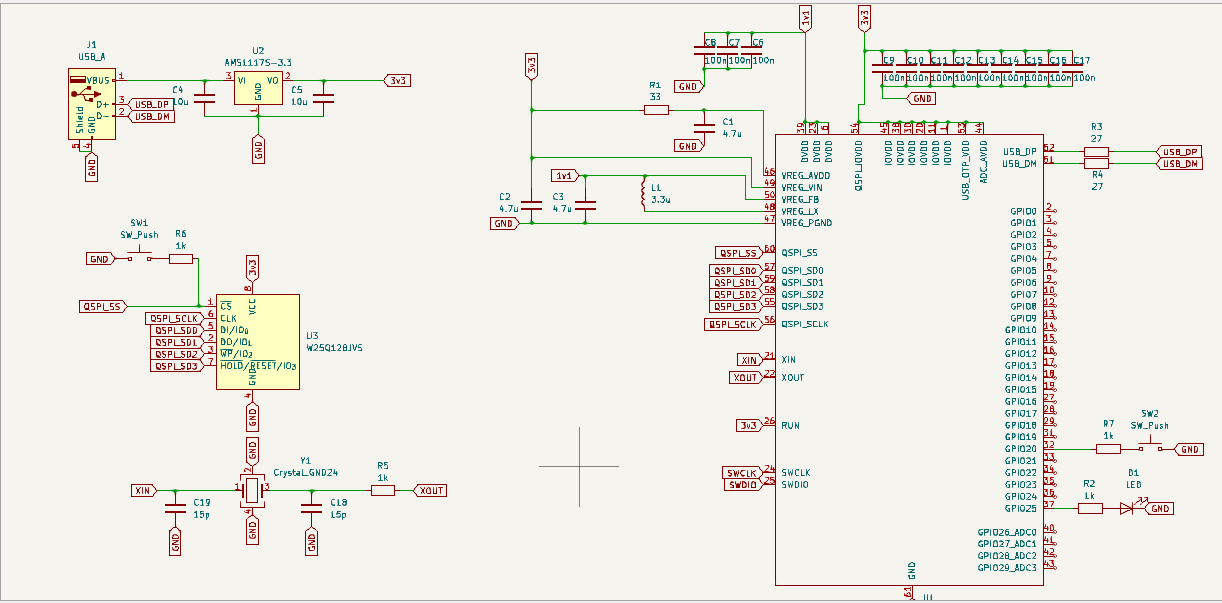 J1
USB_A
VBUS
1
D+
3
USB_DP
D-
2
USB_DM
Shield
GND
5
4
GND
U2
AMS1117S-3.3
3
VI
VO
2
GND
1
C4
10u
C5
10u
3v3
GND
SW1
SW_Push
R6
1k
GND
3v3
QSPI_SS
1
CS
8
VCC
QSPI_SCLK
6
CLK
QSPI_SD0
5
DI/IO0
QSPI_SD1
2
DO/IO1
QSPI_SD2
3
WP/IO2
QSPI_SD3
7
HOLD/RESET/IO3
GND
4
U3
W25Q128JVS
GND
GND
Y1
Crystal_GND24
2
XIN
1
3
4
R5
1k
XOUT
C19
15p
C18
15p
GND
GND
GND
3v3
1v1
3v3
C8
C7
C6
100n
100n
100n
GND
C9
C10
C11
C12
C13
C14
C15
C16
C17
100n
100n
100n
100n
100n
100n
100n
100n
100n
GND
R1
33
C1
4.7u
GND
1v1
C2
4.7u
C3
4.7u
L1
3.3u
GND
39
23
6
54
1
53
44
DVDD
DVDD
DVDD
QSPI_IOVDD
IOVDD
IOVDD
IOVDD
IOVDD
IOVDD
IOVDD
USB_OTP_VDD
ADC_AVDD
46
VREG_AVDD
49
VREG_VIN
50
VREG_FB
48
VREG_LX
47
VREG_PGND
QSPI_SS
60
QSPI_SS
QSPI_SD0
57
QSPI_SD0
QSPI_SD1
59
QSPI_SD1
QSPI_SD2
58
QSPI_SD2
QSPI_SD3
55
QSPI_SD3
QSPI_SCLK
56
QSPI_SCLK
XIN
21
XIN
XOUT
22
XOUT
3v3
26
RUN
SWCLK
24
SWCLK
SWDIO
25
SWDIO
R3
27
USB_DP
52
USB_DP
USB_DM
51
USB_DM
R4
27
GPIO0
2
GPIO1
3
GPIO2
4
GPIO3
5
GPIO4
7
GPIO5
8
GPIO6
9
GPIO7
10
GPIO8
12
GPIO9
13
GPIO10
14
GPIO11
15
GPIO12
16
GPIO13
17
GPIO14
18
GPIO15
19
GPIO16
27
GPIO17
28
GPIO18
29
GPIO19
31
GPIO20
32
GPIO21
33
GPIO22
34
GPIO23
35
GPIO24
36
GPIO25
37
GPIO26_ADC0
40
GPIO27_ADC1
41
GPIO28_ADC2
42
GPIO29_ADC3
43
R7
1k
SW2
SW_Push
GND
R2
1k
D1
LED
GND
GND
61
U1